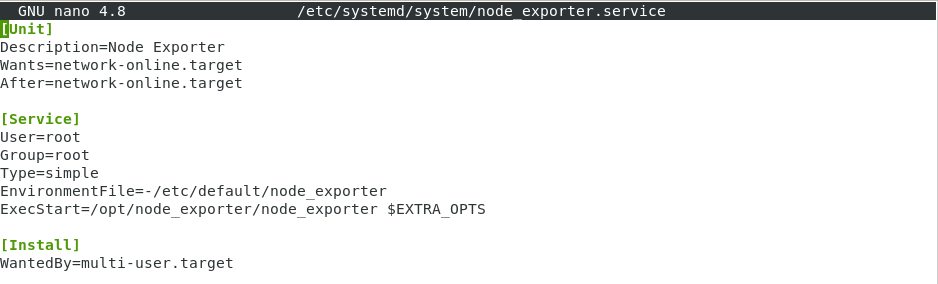 GNU nano 4.8 /etc/systemd/system/node_exporter.service
[Unit]
Description=Node Exporter
Wants=network-online.target
After=network-online.target
[Service]
User=root
Group=root
Type=simple
EnvironmentFile=-/etc/default/node_exporter
ExecStart=/opt/node_exporter/node_exporter $EXTRA_OPTS
[Install]
WantedBy=multi-user.target